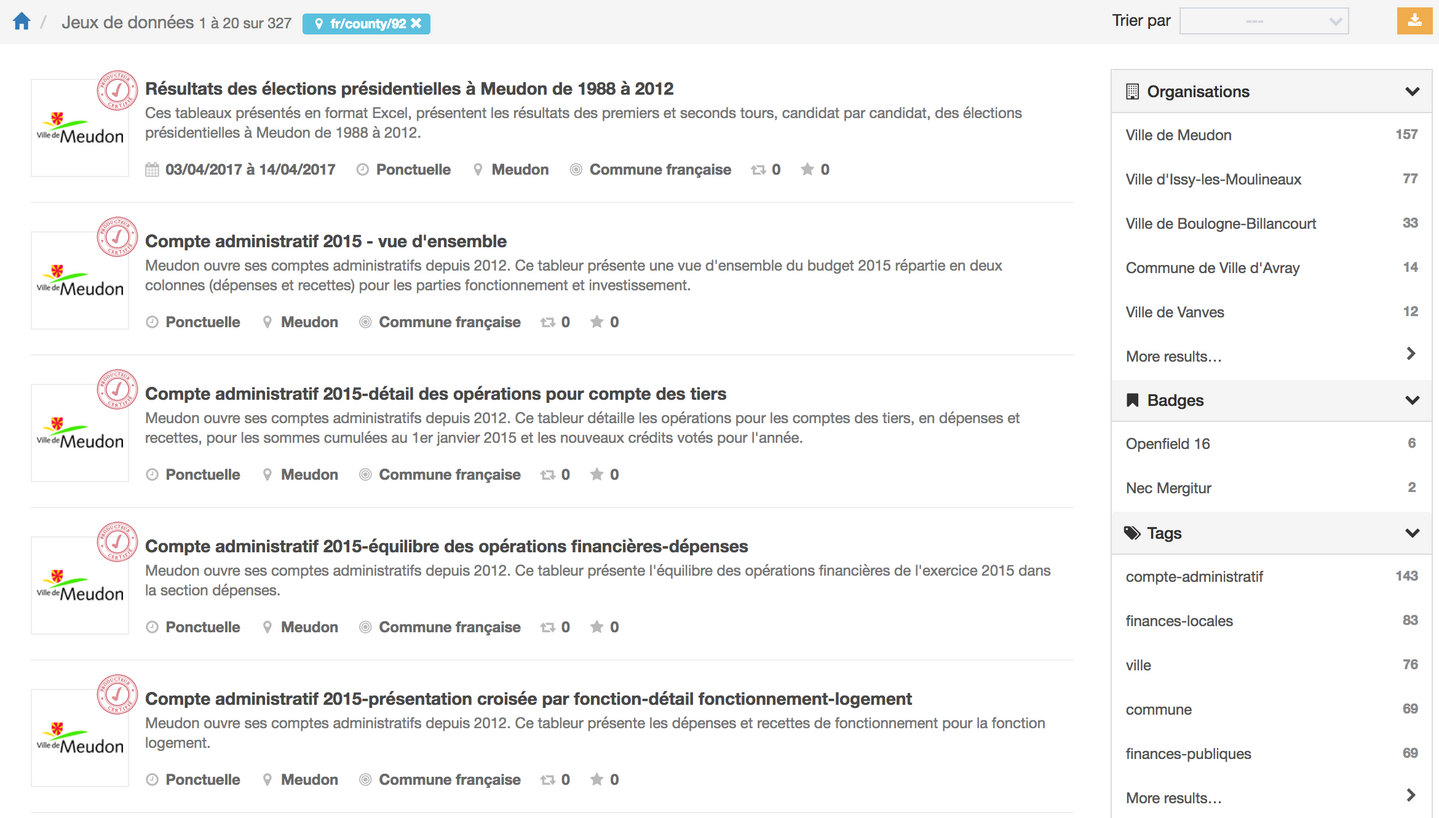 / Jeux de données 1 à 20 sur 327 fr/county/92 ✖
Trier par ---
PRODUCTEUR CERTIFIÉ
Ville de Meudon
Résultats des élections présidentielles à Meudon de 1988 à 2012
Ces tableaux présentés en format Excel, présentent les résultats des premiers et seconds tours, candidat par candidat, des élections
présidentielles à Meudon de 1988 à 2012.
03/04/2017 à 14/04/2017 Ponctuelle Meudon Commune française 0 0
PRODUCTEUR CERTIFIÉ
Ville de Meudon
Compte administratif 2015 - vue d'ensemble
Meudon ouvre ses comptes administratifs depuis 2012. Ce tableur présente une vue d'ensemble du budget 2015 répartie en deux
colonnes (dépenses et recettes) pour les parties fonctionnement et investissement.
Ponctuelle Meudon Commune française 0 0
PRODUCTEUR CERTIFIÉ
Ville de Meudon
Compte administratif 2015-détail des opérations pour compte des tiers
Meudon ouvre ses comptes administratifs depuis 2012. Ce tableur détaille les opérations pour les comptes des tiers, en dépenses et
recettes, pour les sommes cumulées au 1er janvier 2015 et les nouveaux crédits votés pour l'année.
Ponctuelle Meudon Commune française 0 0
PRODUCTEUR CERTIFIÉ
Ville de Meudon
Compte administratif 2015-équilibre des opérations financières-dépenses
Meudon ouvre ses comptes administratifs depuis 2012. Ce tableur présente l'équilibre des opérations financières de l'exercice 2015 dans
la section dépenses.
Ponctuelle Meudon Commune française 0 0
PRODUCTEUR CERTIFIÉ
Ville de Meudon
Compte administratif 2015-présentation croisée par fonction-détail fonctionnement-logement
Meudon ouvre ses comptes administratifs depuis 2012. Ce tableur présente les dépenses et recettes de fonctionnement pour la fonction
logement.
Ponctuelle Meudon Commune française 0 0
Organisations
Ville de Meudon 157
Ville d'Issy-les-Moulineaux 77
Ville de Boulogne-Billancourt 33
Commune de Ville d'Avray 14
Ville de Vanves 12
More results…
Badges
Openfield 16 6
Nec Mergitur 2
Tags
compte-administratif 143
finances-locales 83
ville 76
commune 69
finances-publiques 69
More results…